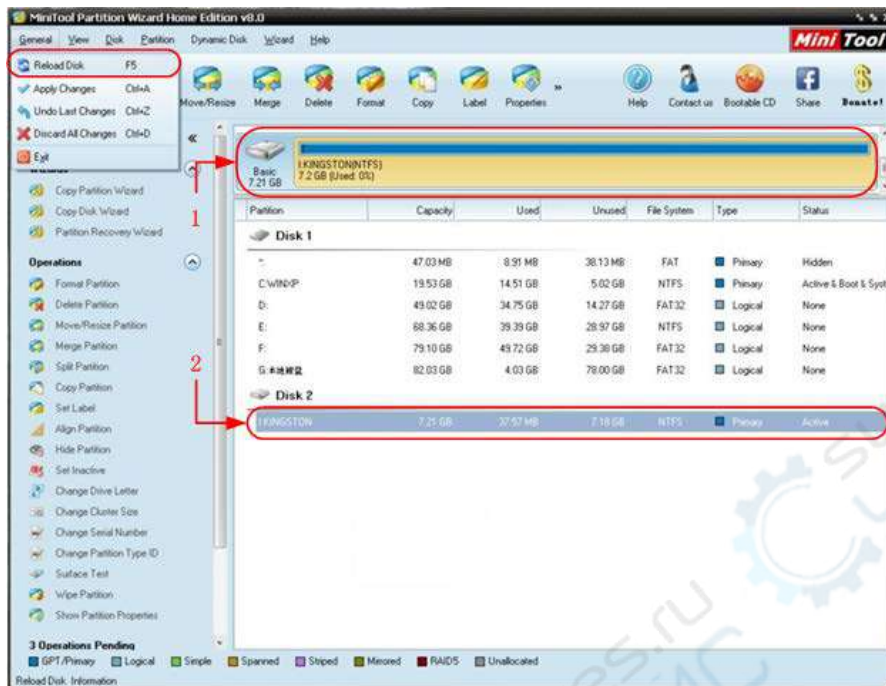 MiniTool Partition Wizard Home Edition v8.0
General View Disk Partition Dynamic Disk Wizard Help
Mini Tool
Reload Disk F5
Apply Changes Ctrl+A
Undo Last Changes Ctrl+Z
Discard All Changes Ctrl+D
Exit
Move/Resize Merge Delete Format Copy Label Properties » Help Contact us Bootable CD Share Donate!
«
1
Basic
7.21 GB
I:KINGSTON(NTFS)
7.2 GB (Used: 0%)
Wizards
Copy Partition Wizard
Copy Disk Wizard
Partition Recovery Wizard
Operations
Format Partition
Delete Partition
Move/Resize Partition
Merge Partition
Split Partition
Copy Partition
Set Label
Align Partition
Hide Partition
Set Inactive
Change Drive Letter
Change Cluster Size
Change Serial Number
Change Partition Type ID
Surface Test
Wipe Partition
Show Partition Properties
3 Operations Pending
2
Partition Capacity Used Unused File System Type Status
Disk 1
*: 47.03 MB 8.91 MB 38.13 MB FAT Primary Hidden
C:WINXP 19.53 GB 14.51 GB 5.02 GB NTFS Primary Active & Boot & Syst
D: 49.02 GB 34.75 GB 14.27 GB FAT32 Logical None
E: 68.36 GB 39.39 GB 28.97 GB NTFS Logical None
F: 79.10 GB 49.72 GB 29.38 GB FAT32 Logical None
G:本地磁盘 82.03 GB 4.03 GB 78.00 GB FAT32 Logical None
Disk 2
I:KINGSTON 7.21 GB 37.57 MB 7.18 GB NTFS Primary Active
GPT/Primary Logical Simple Spanned Striped Mirrored RAID5 Unallocated
Reload Disk Information